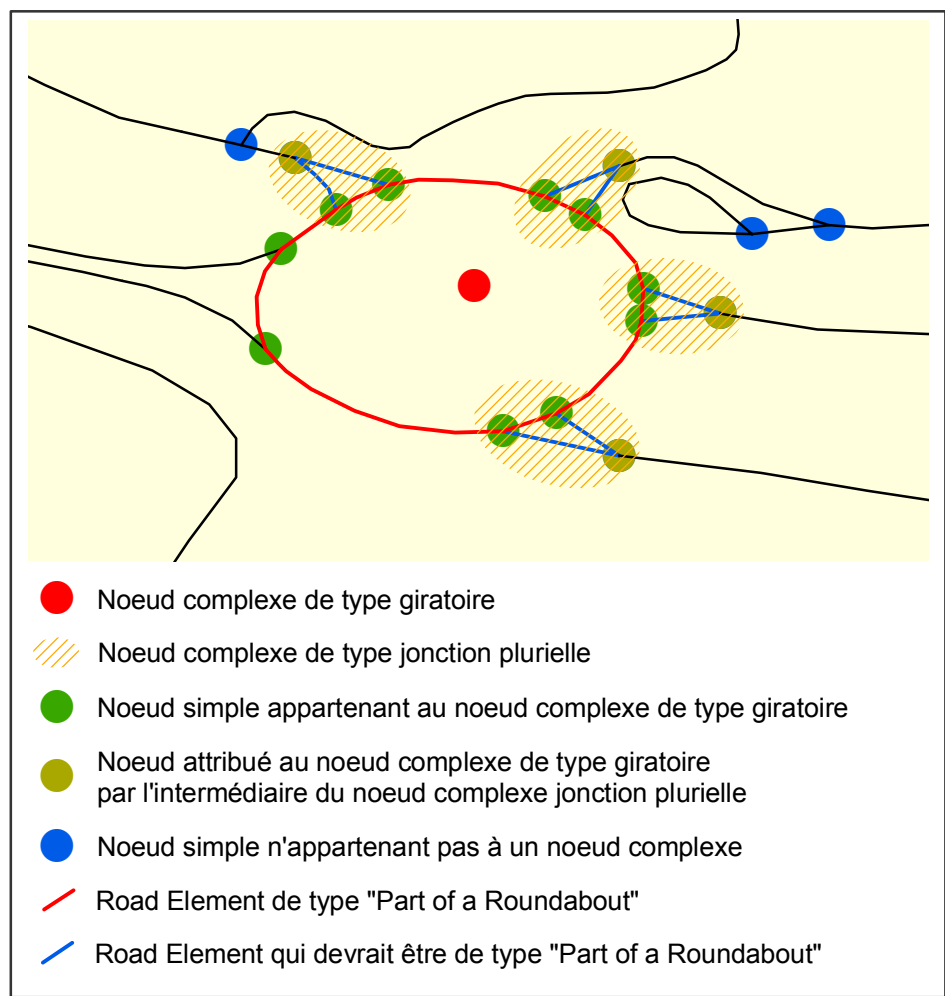 Noeud complexe de type giratoire
Noeud complexe de type jonction plurielle
Noeud simple appartenant au noeud complexe de type giratoire
Noeud attribué au noeud complexe de type giratoire
par l'intermédiaire du noeud complexe jonction plurielle
Noeud simple n'appartenant pas à un noeud complexe
Road Element de type "Part of a Roundabout"
Road Element qui devrait être de type "Part of a Roundabout"